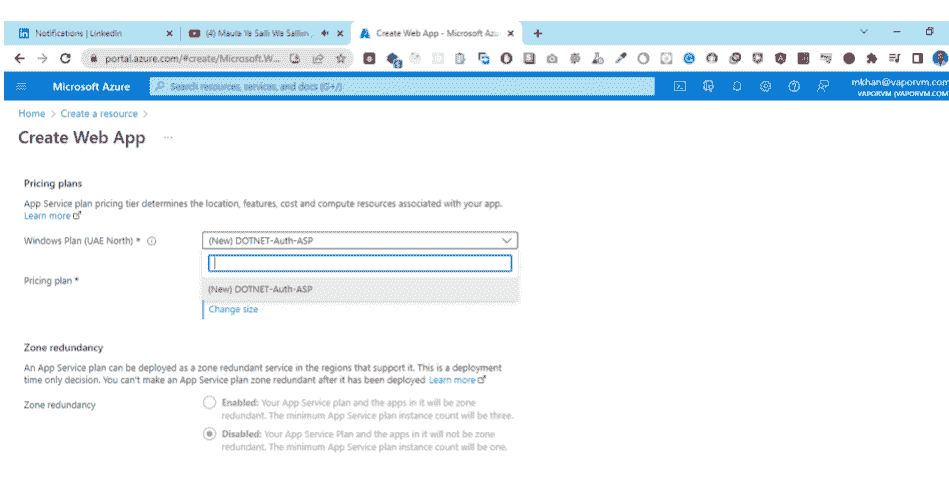 Notifications | LinkedIn
(4) Maula Ya Salli Wa Sallim
Create Web App - Microsoft Azu
portal.azure.com/#create/Microsoft.W...
Microsoft Azure
Search resources, services, and docs (G+/)
mkhan@vaporvm.com
VAPORVM (VAPORVM.COM
Home > Create a resource >
Create Web App ...
Pricing plans
App Service plan pricing tier determines the location, features, cost and compute resources associated with your app.
Learn more
Windows Plan (UAE North) *
(New) DOTNET-Auth-ASP
Pricing plan *
(New) DOTNET-Auth-ASP
Change size
Zone redundancy
An App Service plan can be deployed as a zone redundant service in the regions that support it. This is a deployment
time only decision. You can't make an App Service plan zone redundant after it has been deployed Learn more
Zone redundancy
Enabled: Your App Service plan and the apps in it will be zone
redundant. The minimum App Service plan instance count will be three.
Disabled: Your App Service Plan and the apps in it will not be zone
redundant. The minimum App Service plan instance count will be one.